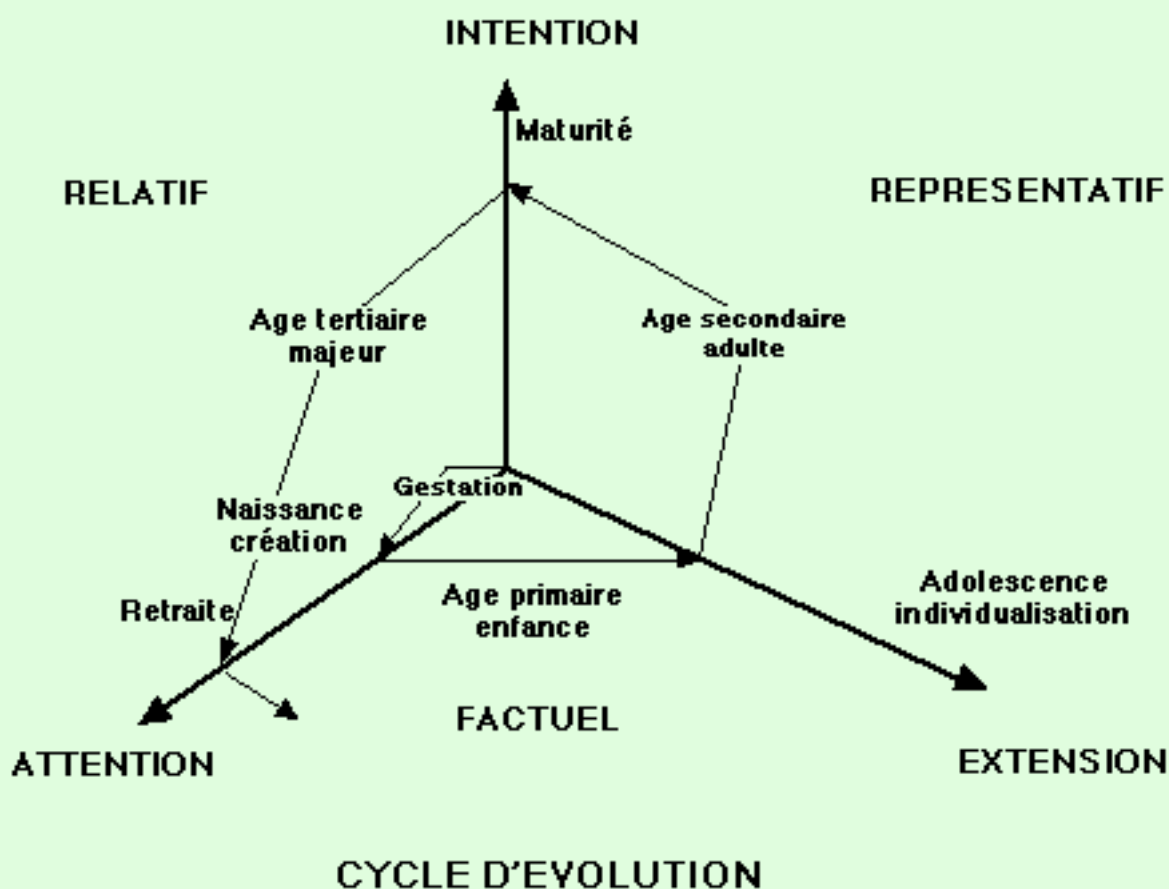 INTENTION
Maturité
RELATIF
REPRESENTATIF
Age tertiaire
majeur
Age secondaire
adulte
Gestation
Naissance
création
Retraite
Age primaire
enfance
Adolescence
individualisation
FACTUEL
ATTENTION
EXTENSION
CYCLE D'EVOLUTION